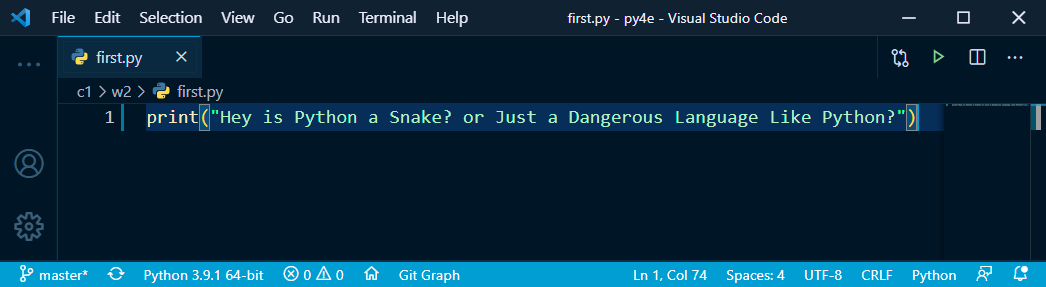 File Edit Selection View Go Run Terminal Help first.py - py4e - Visual Studio Code
first.py
c1 > w2 > first.py
1 print("Hey is Python a Snake? or Just a Dangerous Language Like Python?")
master* Python 3.9.1 64-bit 0 0 Git Graph Ln 1, Col 74 Spaces: 4 UTF-8 CRLF Python